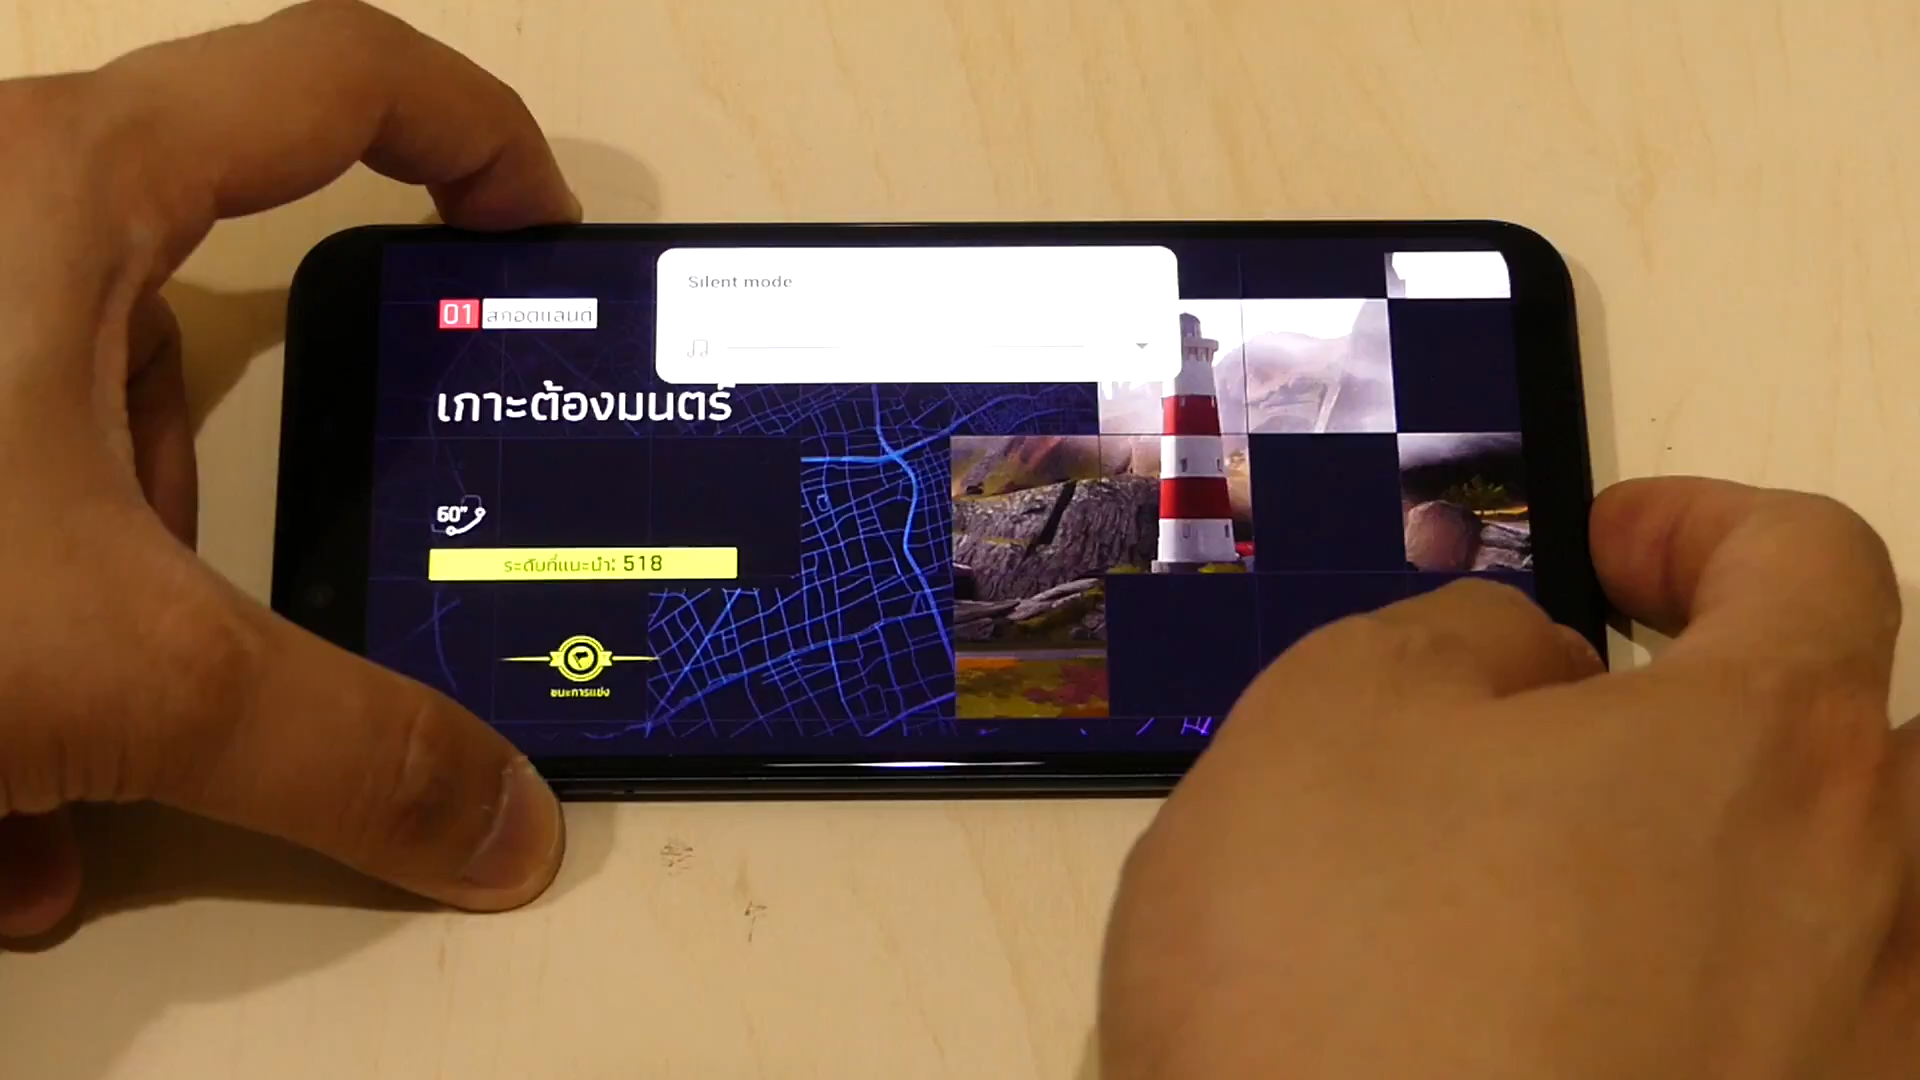 Silent mode
01 สกอตแลนด์
เกาะต้องมนตร์
60"
ระดับที่แนะนำ: 518
ชนะการแข่ง